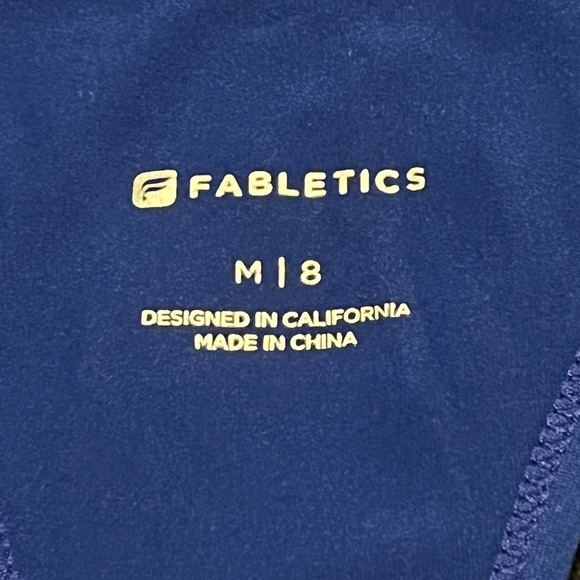 FABLETICS
M | 8
DESIGNED IN CALIFORNIA
MADE IN CHINA